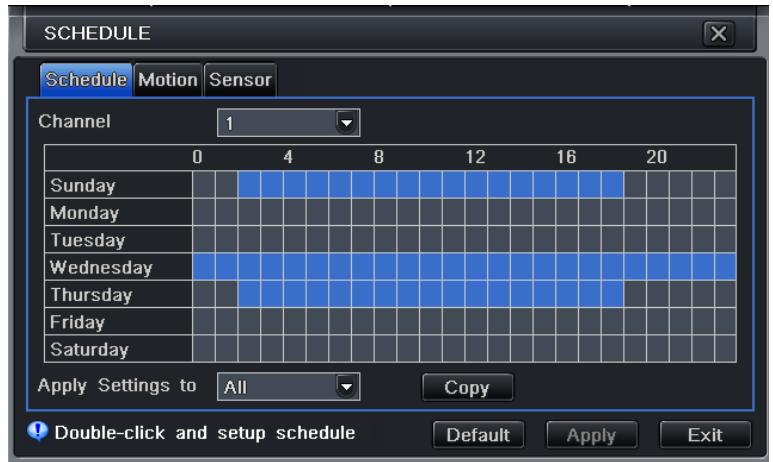 SCHEDULE
Schedule Motion Sensor
Channel 1
0 4 8 12 16 20
Sunday
Monday
Tuesday
Wednesday
Thursday
Friday
Saturday
Apply Settings to All Copy
Double-click and setup schedule Default Apply Exit